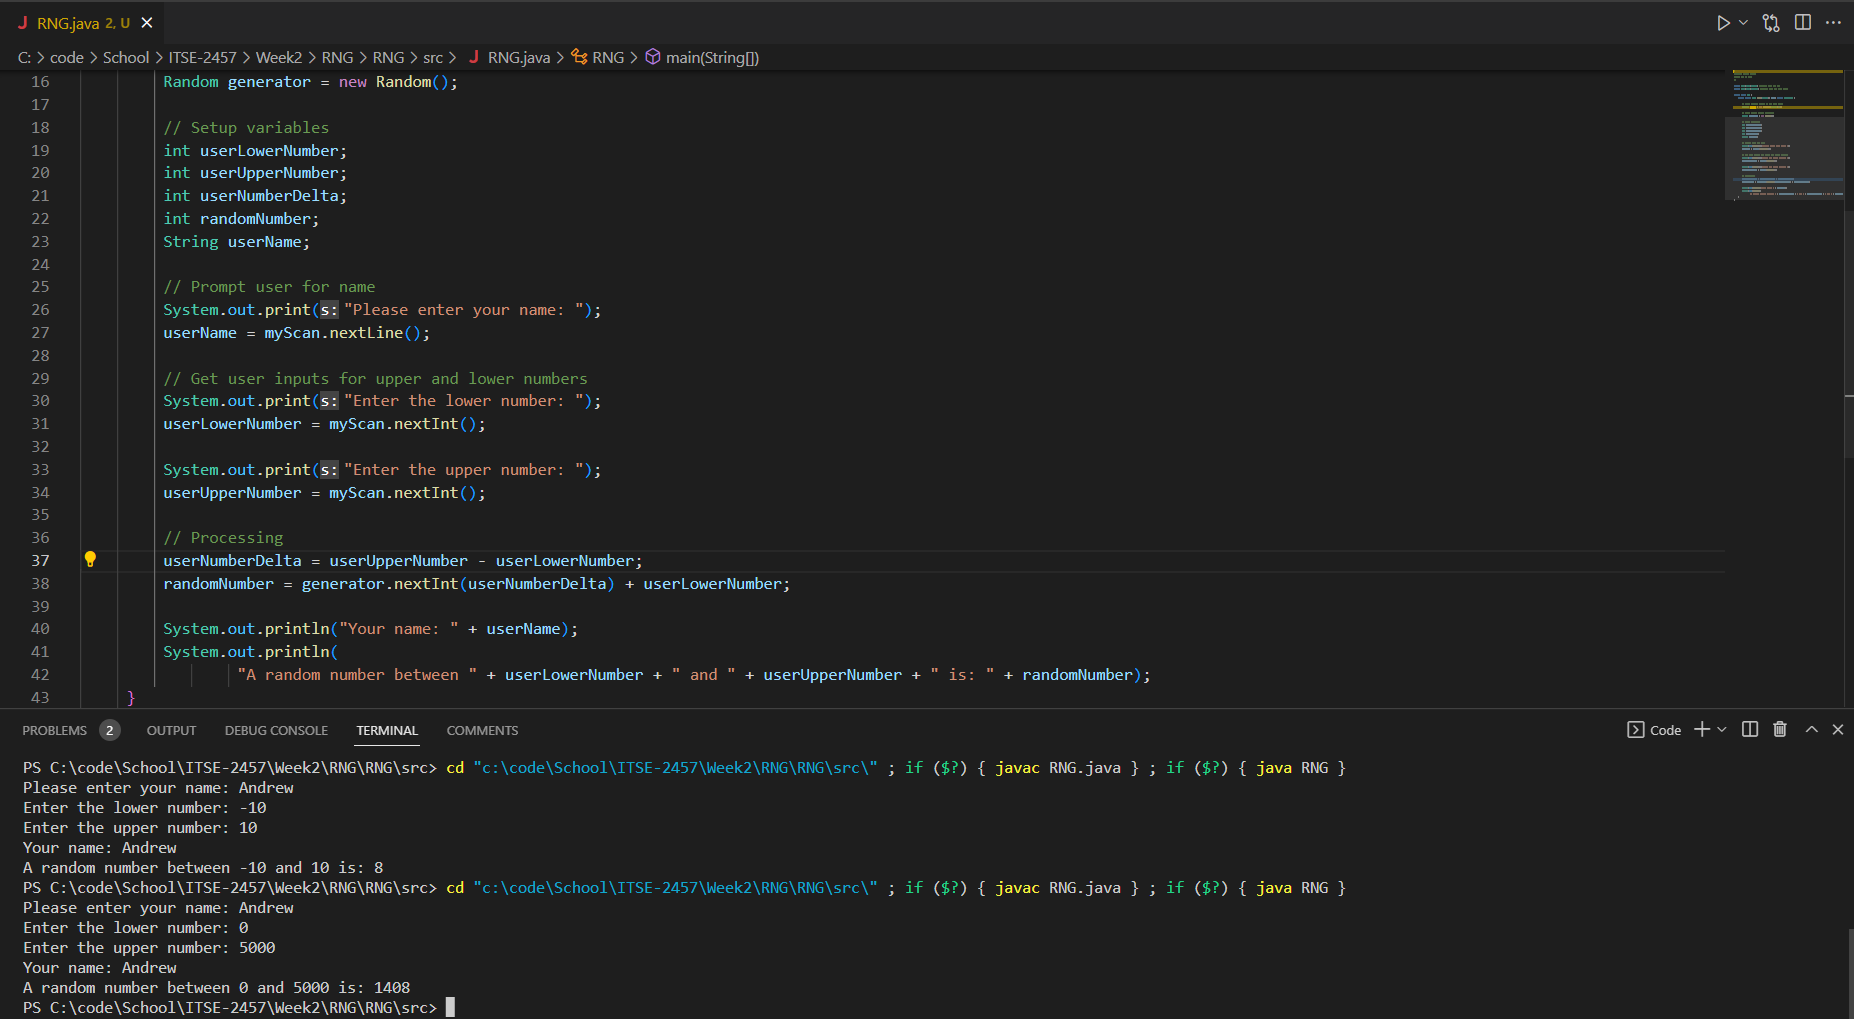 RNG.java 2, U
C: > code > School > ITSE-2457 > Week2 > RNG > RNG > src > RNG.java > RNG > main(String[])
16 Random generator = new Random();
17
18 // Setup variables
19 int userLowerNumber;
20 int userUpperNumber;
21 int userNumberDelta;
22 int randomNumber;
23 String userName;
24
25 // Prompt user for name
26 System.out.print(s: "Please enter your name: ");
27 userName = myScan.nextLine();
28
29 // Get user inputs for upper and lower numbers
30 System.out.print(s: "Enter the lower number: ");
31 userLowerNumber = myScan.nextInt();
32
33 System.out.print(s: "Enter the upper number: ");
34 userUpperNumber = myScan.nextInt();
35
36 // Processing
37 userNumberDelta = userUpperNumber - userLowerNumber;
38 randomNumber = generator.nextInt(userNumberDelta) + userLowerNumber;
39
40 System.out.println("Your name: " + userName);
41 System.out.println(
42 "A random number between " + userLowerNumber + " and " + userUpperNumber + " is: " + randomNumber);
43 }
PROBLEMS 2 OUTPUT DEBUG CONSOLE TERMINAL COMMENTS Code
PS C:\code\School\ITSE-2457\Week2\RNG\RNG\src> cd "c:\code\School\ITSE-2457\Week2\RNG\RNG\src\" ; if ($?) { javac RNG.java } ; if ($?) { java RNG }
Please enter your name: Andrew
Enter the lower number: -10
Enter the upper number: 10
Your name: Andrew
A random number between -10 and 10 is: 8
PS C:\code\School\ITSE-2457\Week2\RNG\RNG\src> cd "c:\code\School\ITSE-2457\Week2\RNG\RNG\src\" ; if ($?) { javac RNG.java } ; if ($?) { java RNG }
Please enter your name: Andrew
Enter the lower number: 0
Enter the upper number: 5000
Your name: Andrew
A random number between 0 and 5000 is: 1408
PS C:\code\School\ITSE-2457\Week2\RNG\RNG\src>